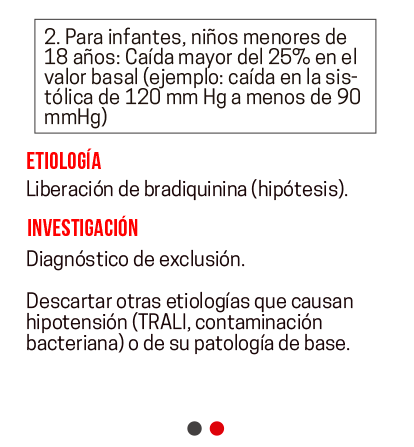 2. Para infantes, niños menores de
18 años: Caída mayor del 25% en el
valor basal (ejemplo: caída en la sis-
tólica de 120 mm Hg a menos de 90
mmHg)
ETIOLOGÍA
Liberación de bradiquinina (hipótesis).
INVESTIGACIÓN
Diagnóstico de exclusión.
Descartar otras etiologías que causan
hipotensión (TRALI, contaminación
bacteriana) o de su patología de base.